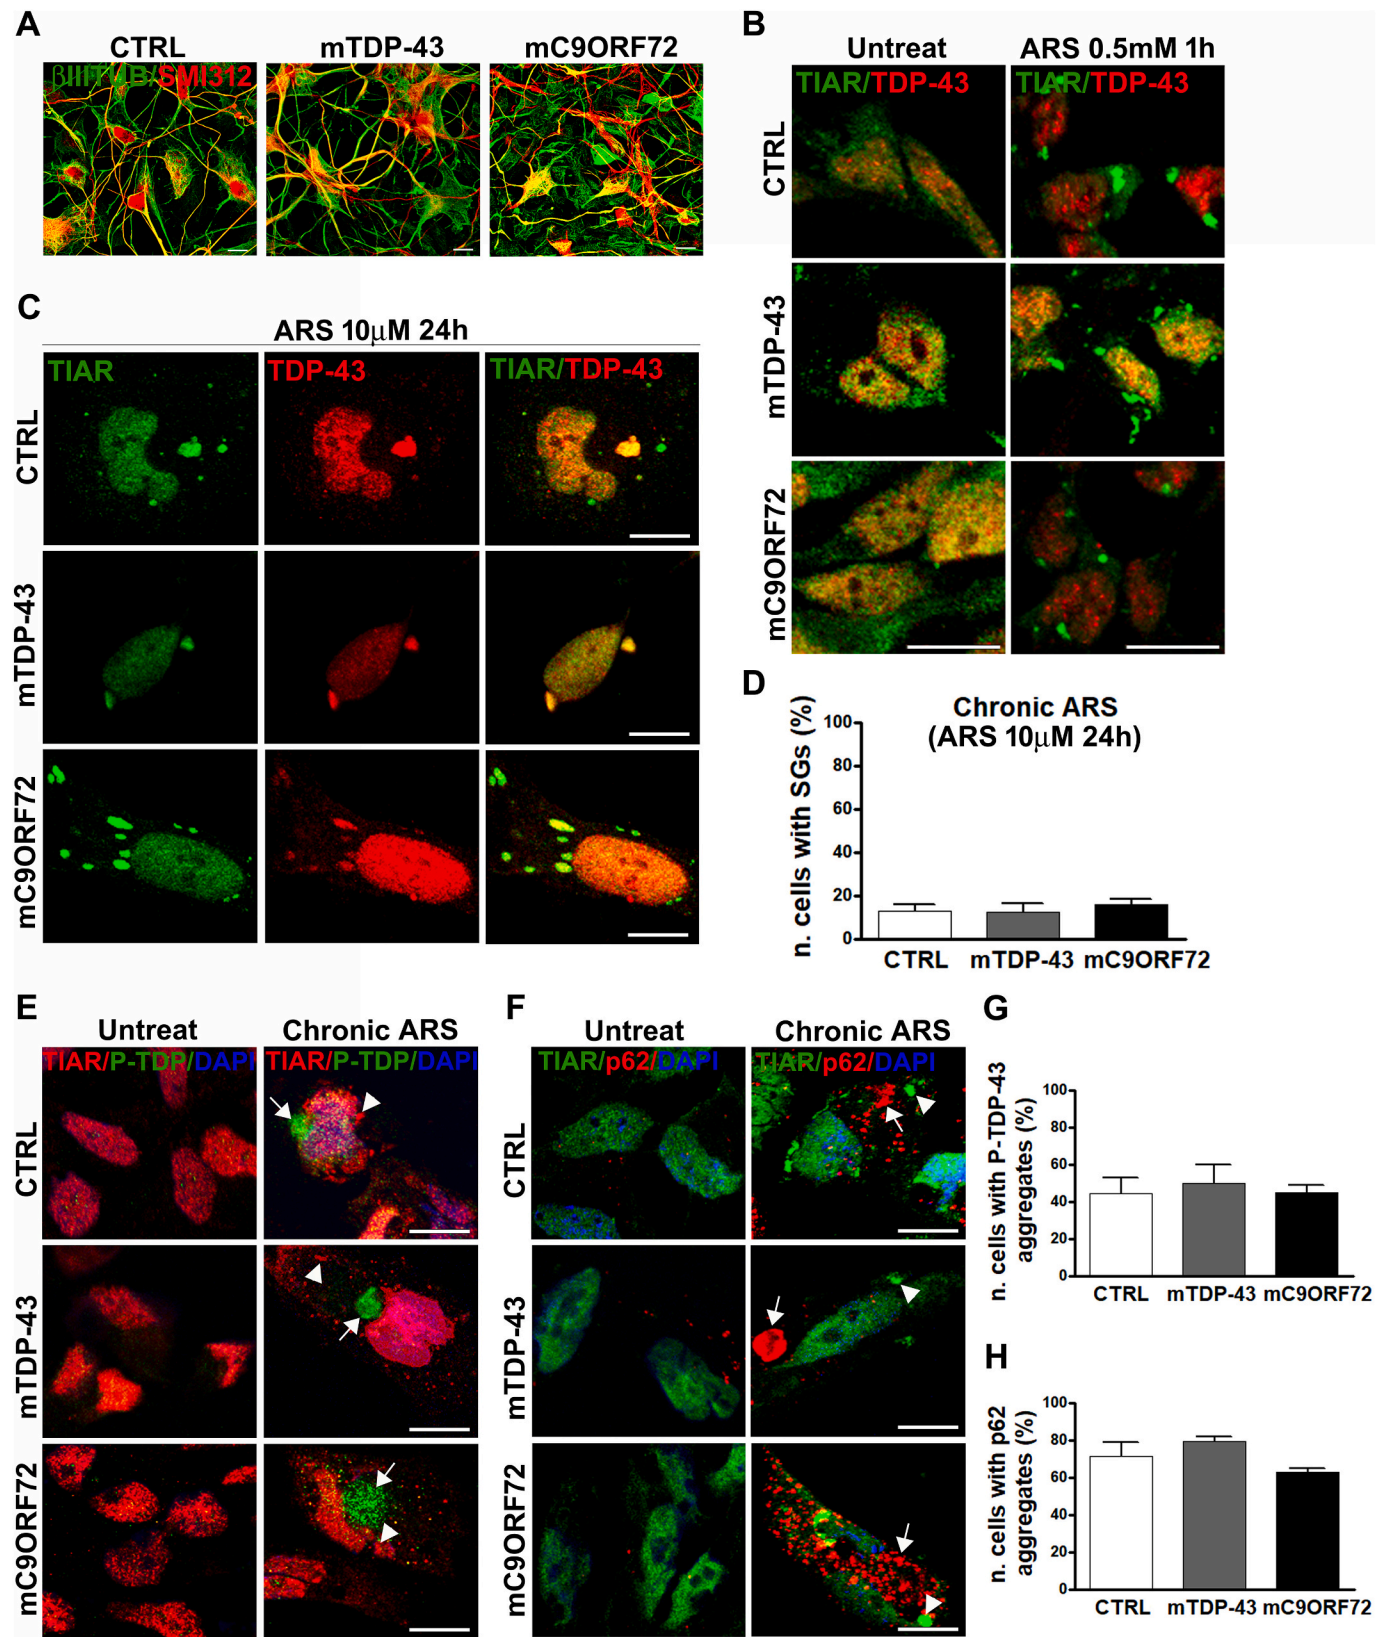 A
CTRL
mTDP-43
mC9ORF72
βIIITUB/SMI312
B
Untreat
ARS 0.5mM 1h
TIAR/TDP-43
TIAR/TDP-43
CTRL
mTDP-43
mC9ORF72
C
ARS 10μM 24h
TIAR
TDP-43
TIAR/TDP-43
CTRL
mTDP-43
mC9ORF72
D
Chronic ARS
(ARS 10μM 24h)
n. cells with SGs (%)
100
80
60
40
20
0
CTRL
mTDP-43
mC9ORF72
E
Untreat
Chronic ARS
TIAR/P-TDP/DAPI
TIAR/P-TDP/DAPI
CTRL
mTDP-43
mC9ORF72
F
Untreat
Chronic ARS
TIAR/p62/DAPI
TIAR/p62/DAPI
CTRL
mTDP-43
mC9ORF72
G
n. cells with P-TDP-43
aggregates (%)
100
80
60
40
20
0
CTRL
mTDP-43
mC9ORF72
H
n. cells with p62
aggregates (%)
100
80
60
40
20
0
CTRL
mTDP-43
mC9ORF72